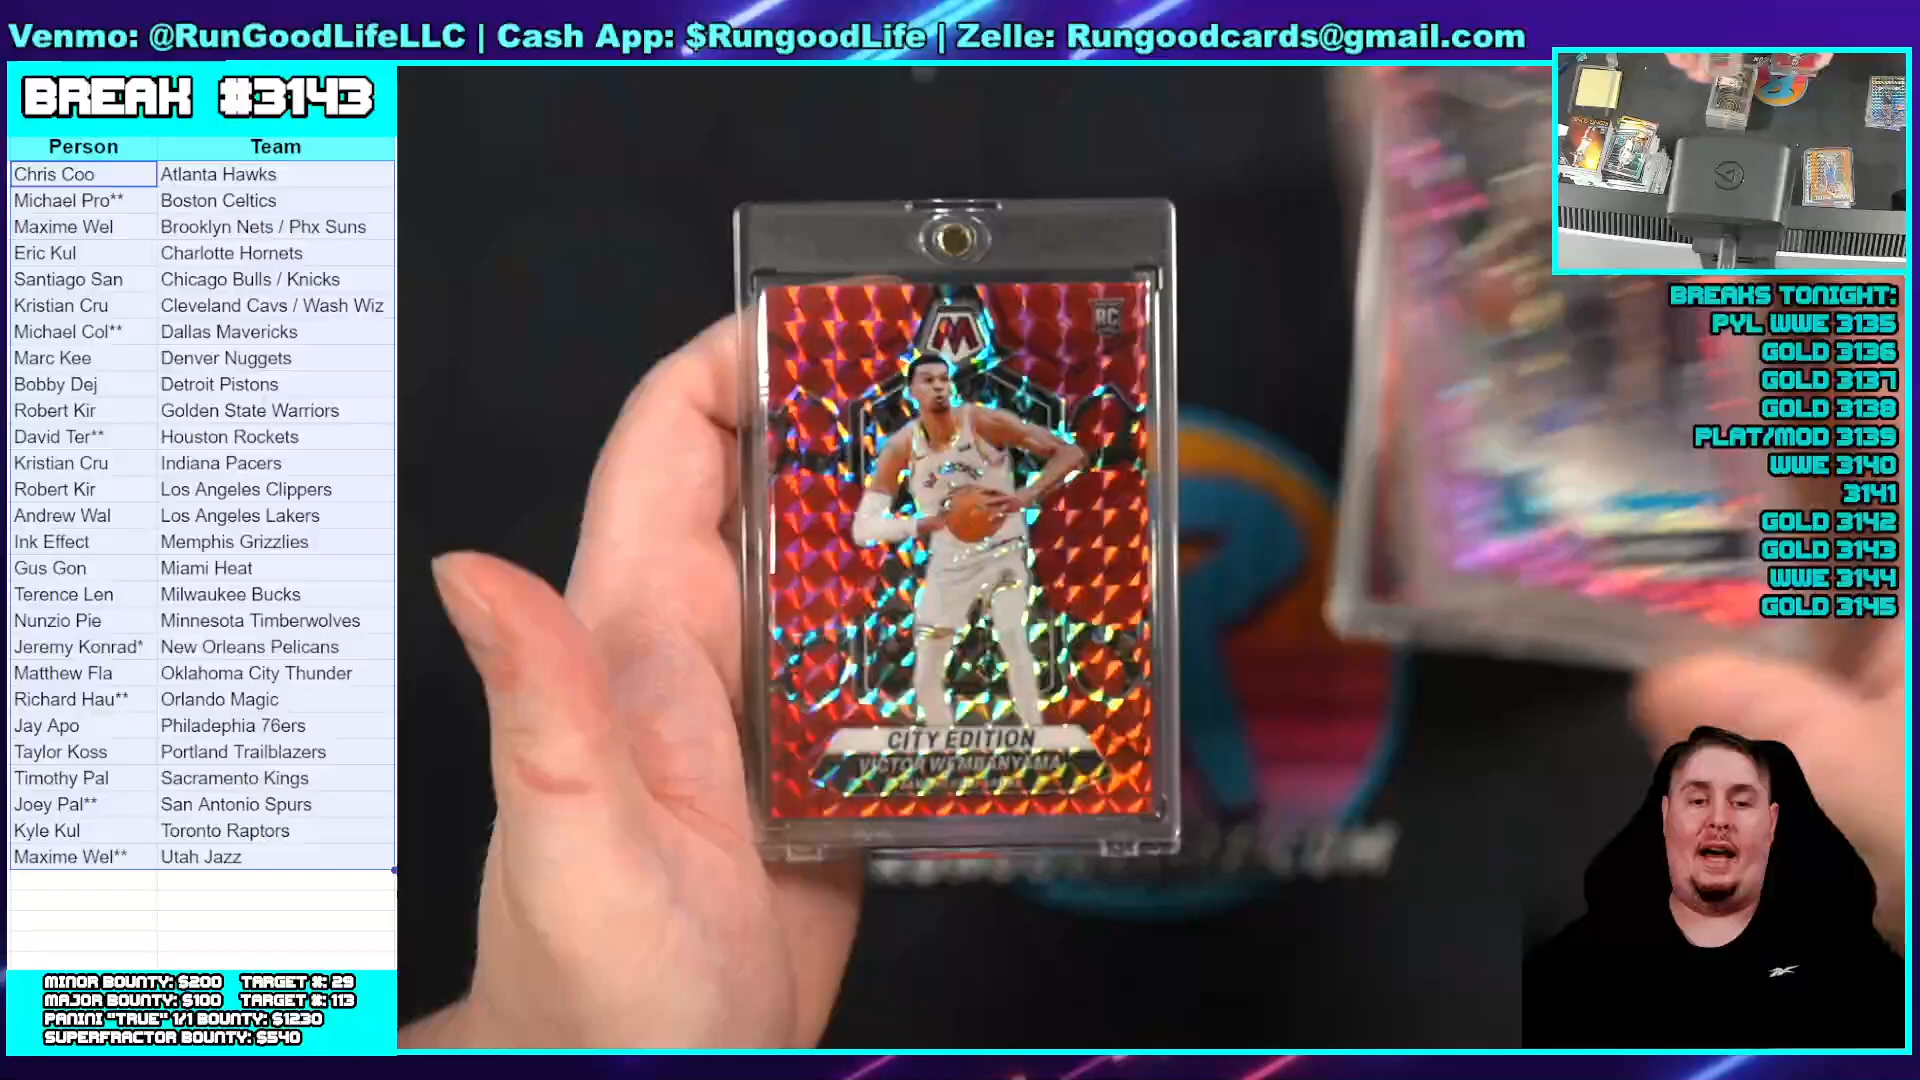 Venmo: @RunGoodLifeLLC | Cash App: $RungoodLife | Zelle: Rungoodcards@gmail.com
BREAK #3143
Person Team
Chris Coo Atlanta Hawks
Michael Pro** Boston Celtics
Maxime Wel Brooklyn Nets / Phx Suns
Eric Kul Charlotte Hornets
Santiago San Chicago Bulls / Knicks
Kristian Cru Cleveland Cavs / Wash Wiz
Michael Col** Dallas Mavericks
Marc Kee Denver Nuggets
Bobby Dej Detroit Pistons
Robert Kir Golden State Warriors
David Ter** Houston Rockets
Kristian Cru Indiana Pacers
Robert Kir Los Angeles Clippers
Andrew Wal Los Angeles Lakers
Ink Effect Memphis Grizzlies
Gus Gon Miami Heat
Terence Len Milwaukee Bucks
Nunzio Pie Minnesota Timberwolves
Jeremy Konrad* New Orleans Pelicans
Matthew Fla Oklahoma City Thunder
Richard Hau** Orlando Magic
Jay Apo Philadephia 76ers
Taylor Koss Portland Trailblazers
Timothy Pal Sacramento Kings
Joey Pal** San Antonio Spurs
Kyle Kul Toronto Raptors
Maxime Wel** Utah Jazz
MINOR BOUNTY: $200 TARGET #: 29
MAJOR BOUNTY: $100 TARGET #: 113
PANINI "TRUE" 1/1 BOUNTY: $1230
SUPERFRACTOR BOUNTY: $540
RC
M
CITY EDITION
VICTOR WEMBANYAMA
BREAKS TONIGHT:
PYL WWE 3135
GOLD 3136
GOLD 3137
GOLD 3138
PLAT/MOD 3139
WWE 3140
3141
GOLD 3142
GOLD 3143
WWE 3144
GOLD 3145